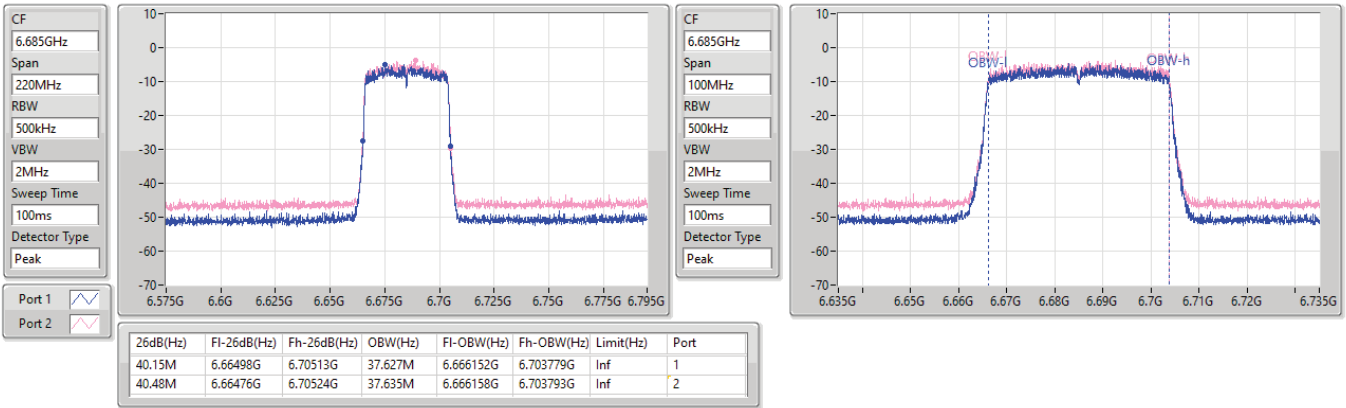 CF
6.685GHz
Span
220MHz
RBW
500kHz
VBW
2MHz
Sweep Time
100ms
Detector Type
Peak
Port 1
Port 2
10
0
-10
-20
-30
-40
-50
-60
-70
6.575G 6.6G 6.625G 6.65G 6.675G 6.7G 6.725G 6.75G 6.775G 6.795G
CF
6.685GHz
Span
100MHz
RBW
500kHz
VBW
2MHz
Sweep Time
100ms
Detector Type
Peak
10
0
-10
-20
-30
-40
-50
-60
-70
OBW-l OBW-h
6.635G 6.65G 6.66G 6.67G 6.68G 6.69G 6.7G 6.71G 6.72G 6.735G
26dB(Hz) Fl-26dB(Hz) Fh-26dB(Hz) OBW(Hz) Fl-OBW(Hz) Fh-OBW(Hz) Limit(Hz) Port
40.15M 6.66498G 6.70513G 37.627M 6.666152G 6.703779G Inf 1
40.48M 6.66476G 6.70524G 37.635M 6.666158G 6.703793G Inf 2